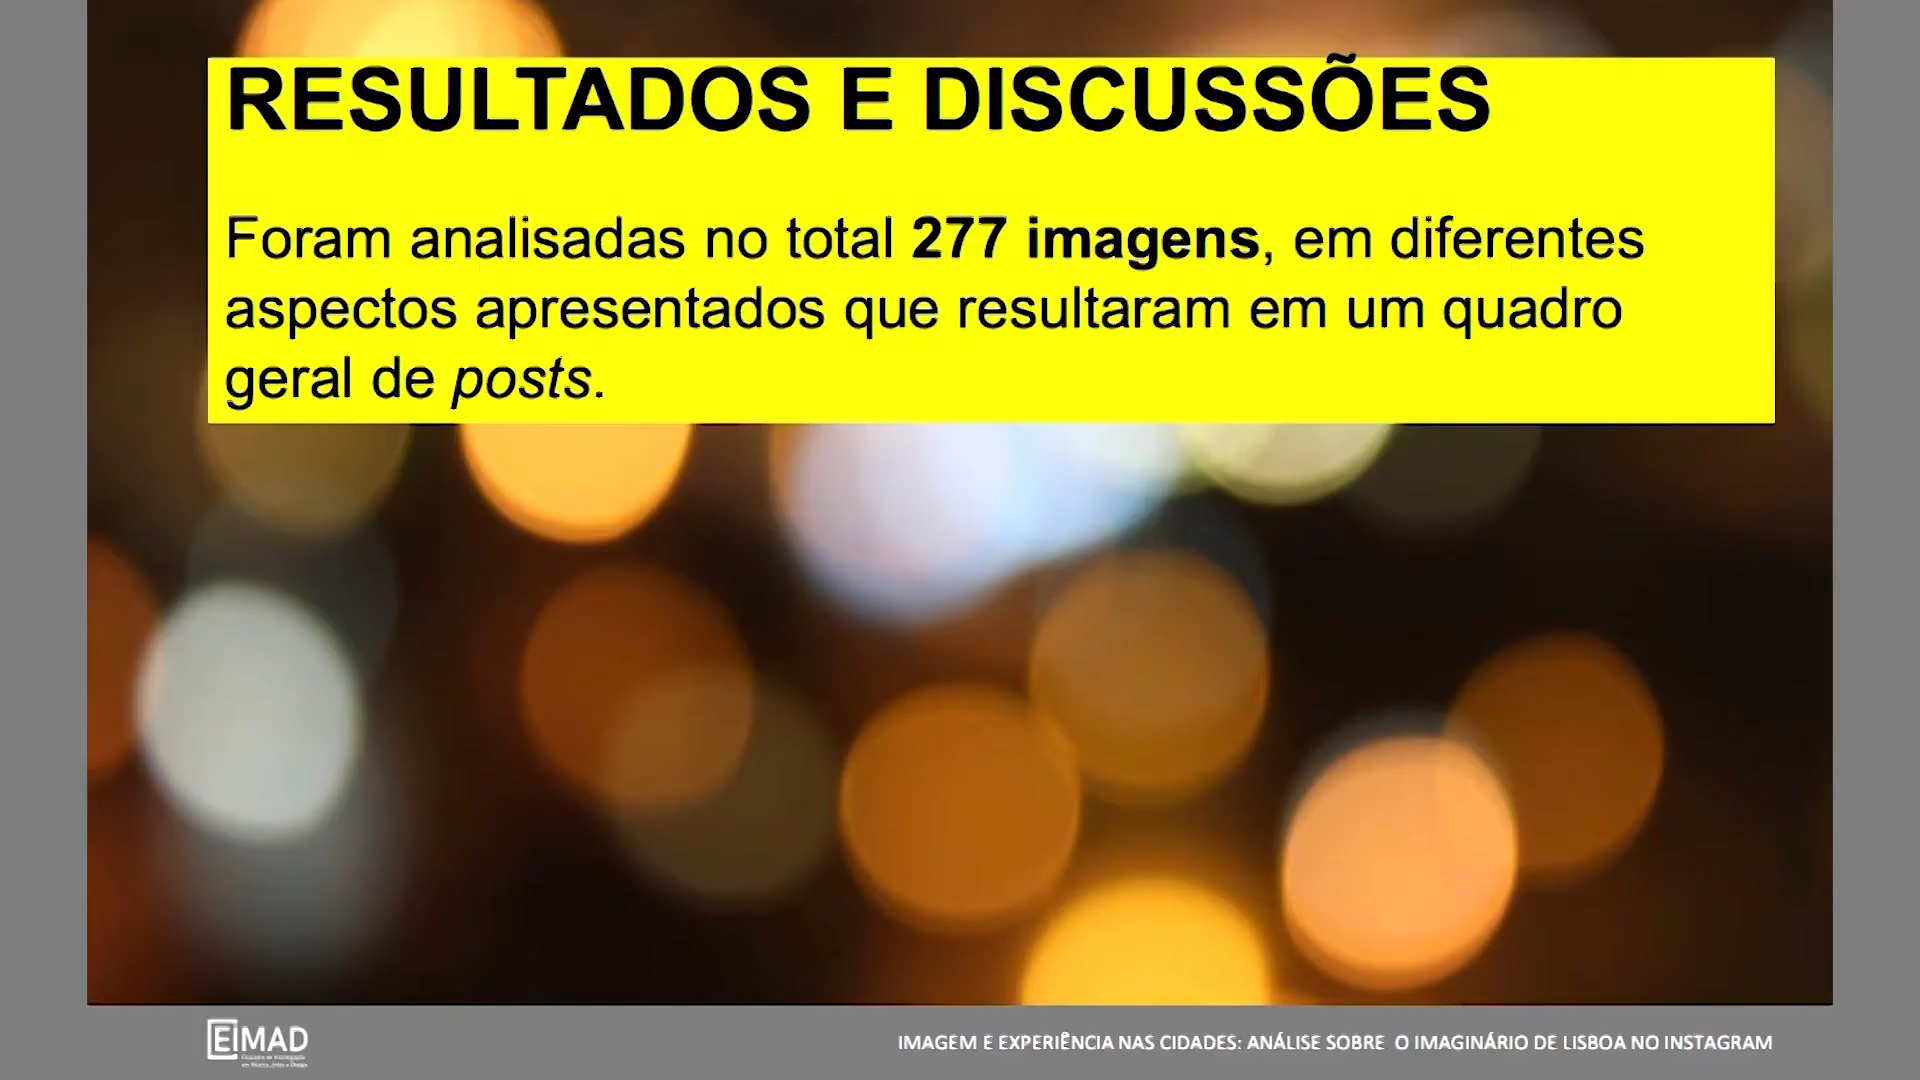 RESULTADOS E DISCUSSÕES
Foram analisadas no total 277 imagens, em diferentes
aspectos apresentados que resultaram em um quadro
geral de posts.
EIMAD
IMAGEM E EXPERIÊNCIA NAS CIDADES: ANÁLISE SOBRE O IMAGINÁRIO DE LISBOA NO INSTAGRAM